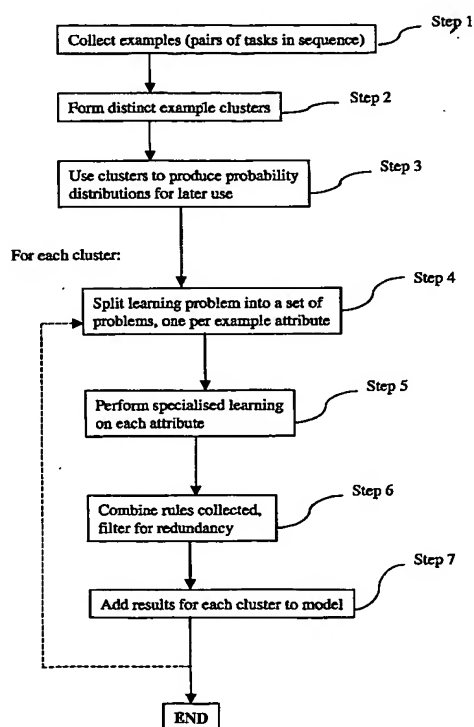 Step 1
Collect examples (pairs of tasks in sequence)
Step 2
Form distinct example clusters
Step 3
Use clusters to produce probability
distributions for later use
For each cluster:
Step 4
Split learning problem into a set of
problems, one per example attribute
Step 5
Perform specialised learning
on each attribute
Step 6
Combine rules collected,
filter for redundancy
Step 7
Add results for each cluster to model
END